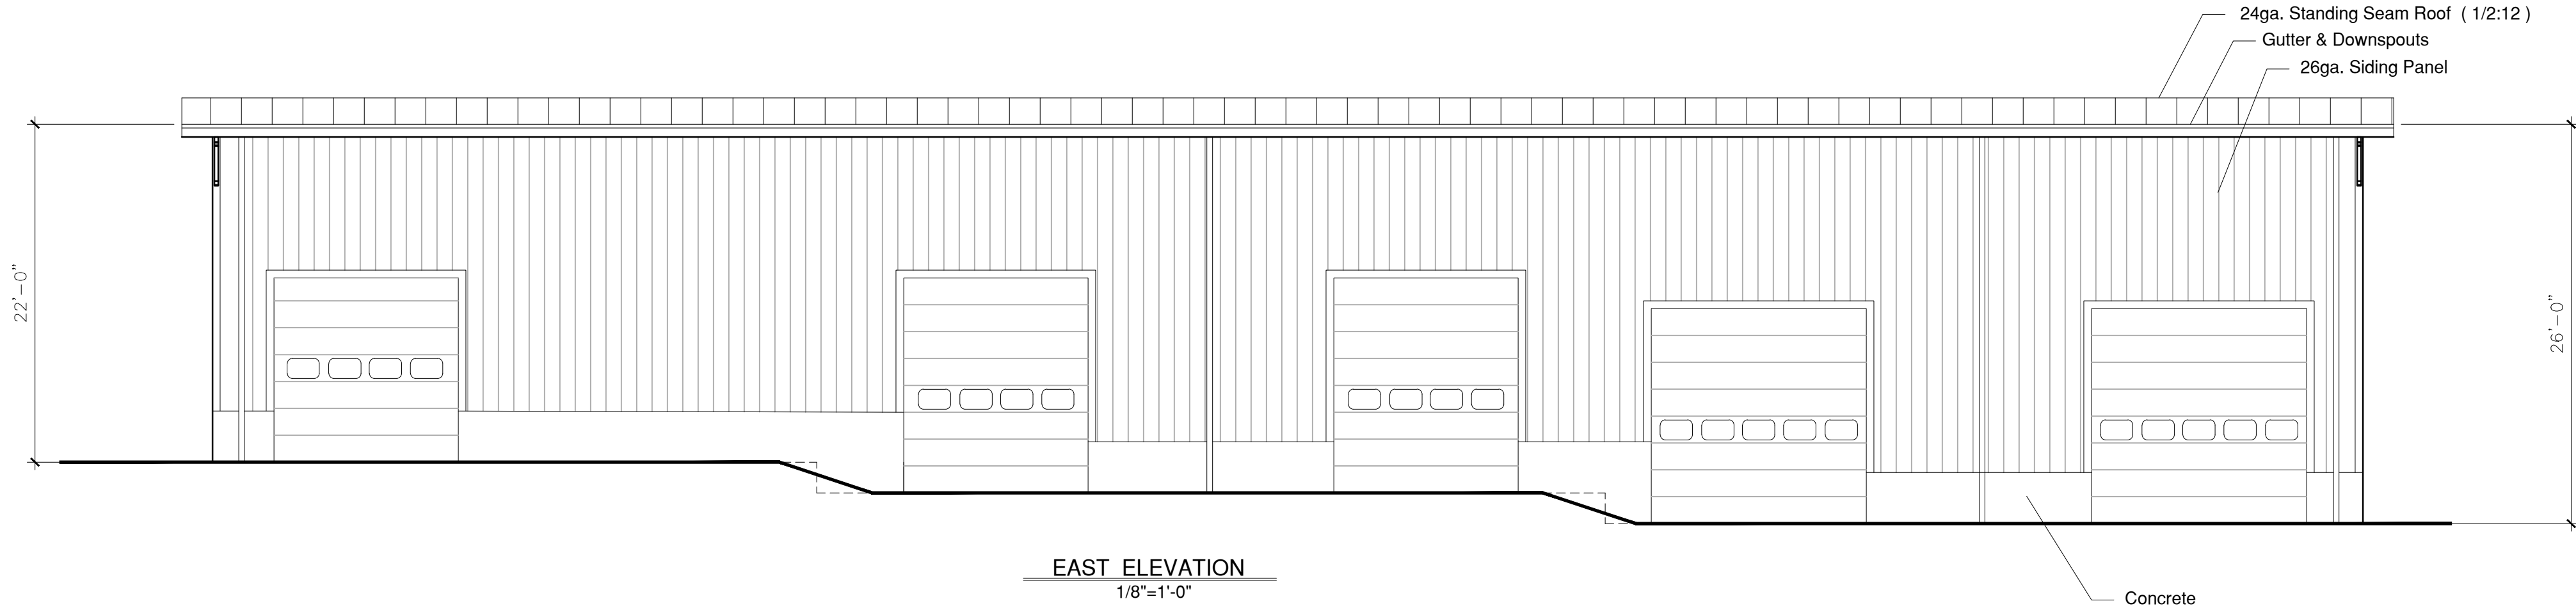 24ga. Standing Seam Roof ( 1/2:12 )
Gutter & Downspouts
26ga. Siding Panel
22'-0"
26'-0"
EAST ELEVATION
1/8"=1'-0"
Concrete